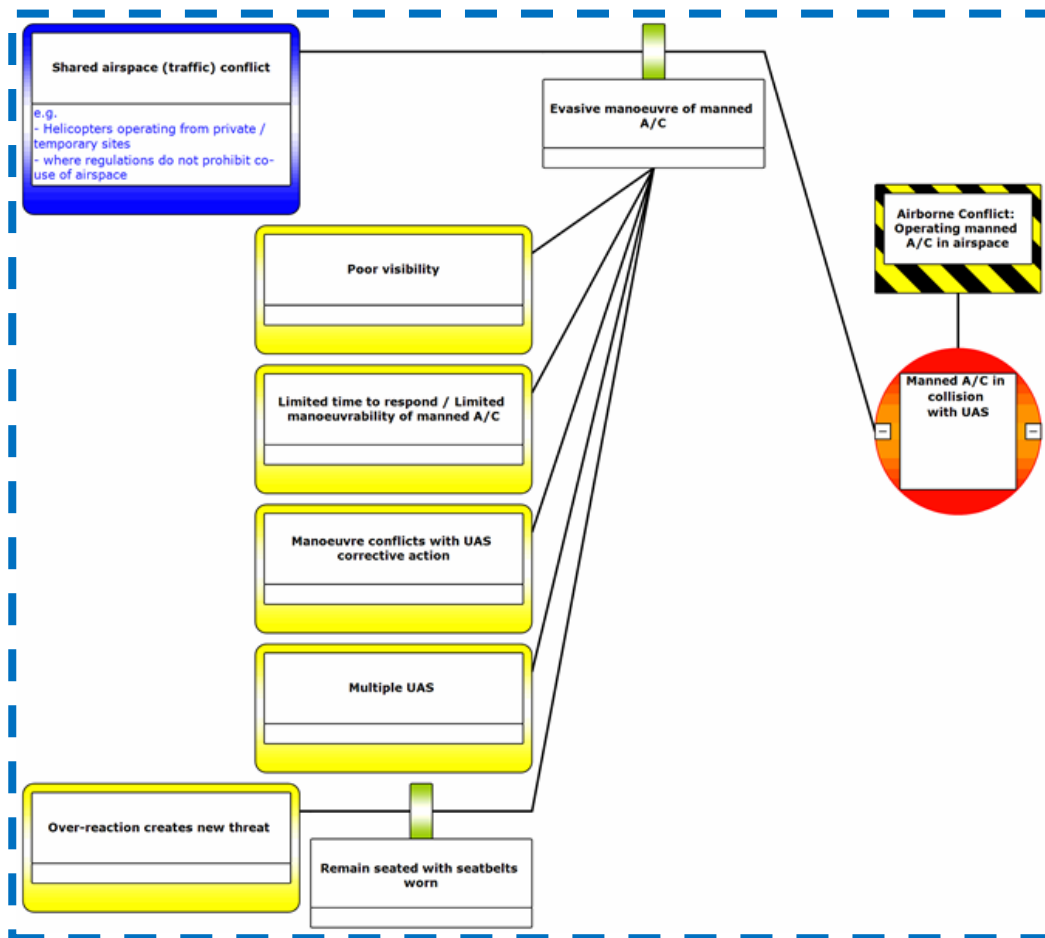 Shared airspace (traffic) conflict
e.g.
- Helicopters operating from private /
temporary sites
- where regulations do not prohibit co-
use of airspace
Evasive manoeuvre of manned
A/C
Airborne Conflict:
Operating manned
A/C in airspace
Poor visibility
Limited time to respond / Limited
manoeuvrability of manned A/C
Manned A/C in
collision
with UAS
Manoeuvre conflicts with UAS
corrective action
Multiple UAS
Over-reaction creates new threat
Remain seated with seatbelts
worn